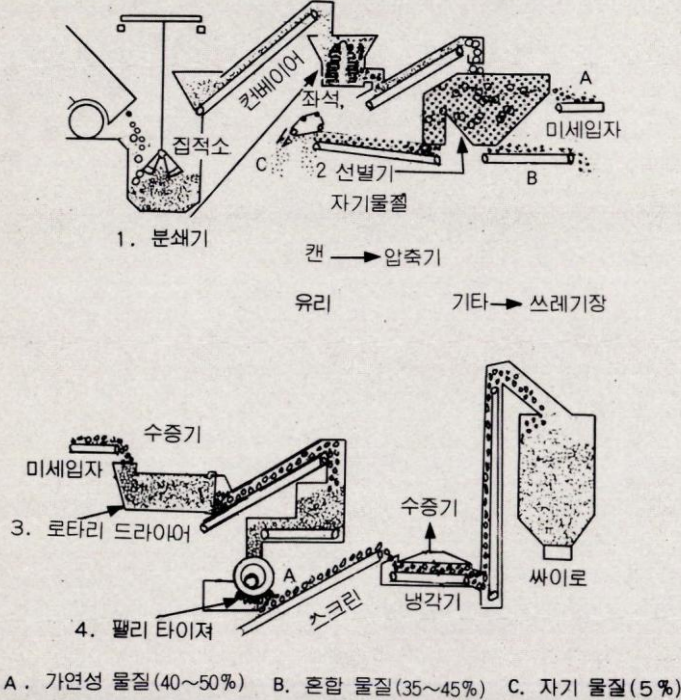 컨베이어
좌석,
A
미세입자
집적소
C
2 선별기
B
자기물질
1. 분쇄기
캔 → 압축기
유리
기타 → 쓰레기장
수증기
미세입자
수증기
3. 로타리 드라이어
A
싸이로
스크린
냉각기
4. 팰리 타이져
A. 가연성 물질(40~50%) B. 혼합 물질(35~45%) C. 자기 물질(5%)